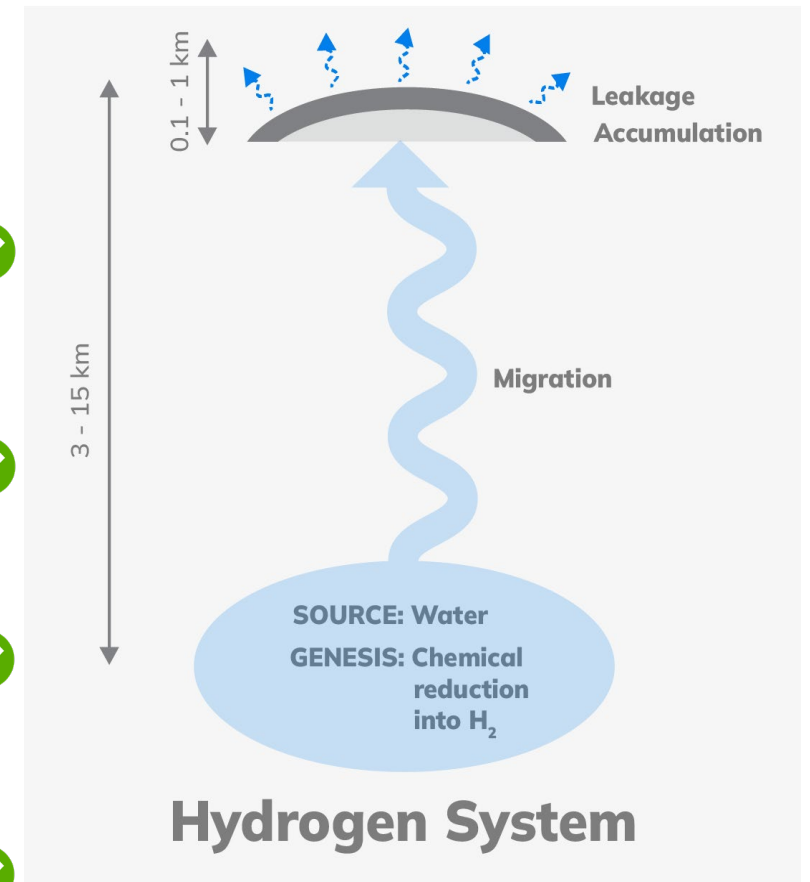 0.1 - 1 km
Leakage
Accumulation
3 - 15 km
Migration
SOURCE: Water
GENESIS: Chemical
reduction
into H₂
Hydrogen System